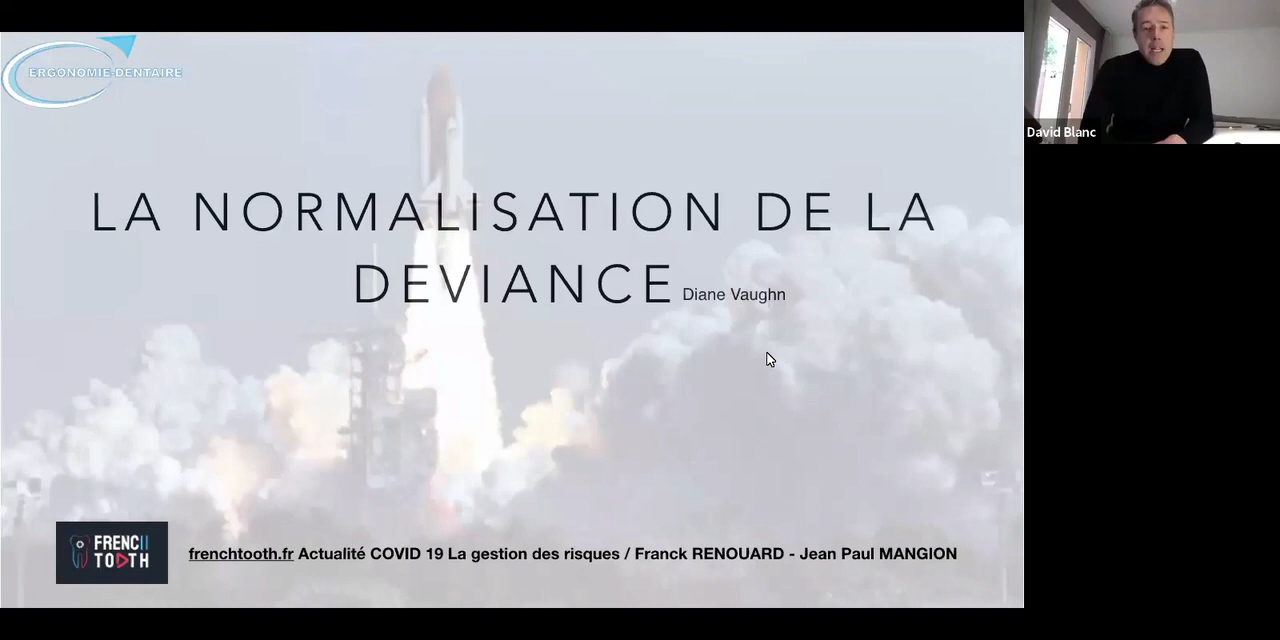 ERGONOMIE-DENTAIRE
David Blanc
LA NORMALISATION DE LA
DEVIANCE Diane Vaughn
FRENCH
TOOTH
frenchtooth.fr Actualité COVID 19 La gestion des risques / Franck RENOUARD - Jean Paul MANGION